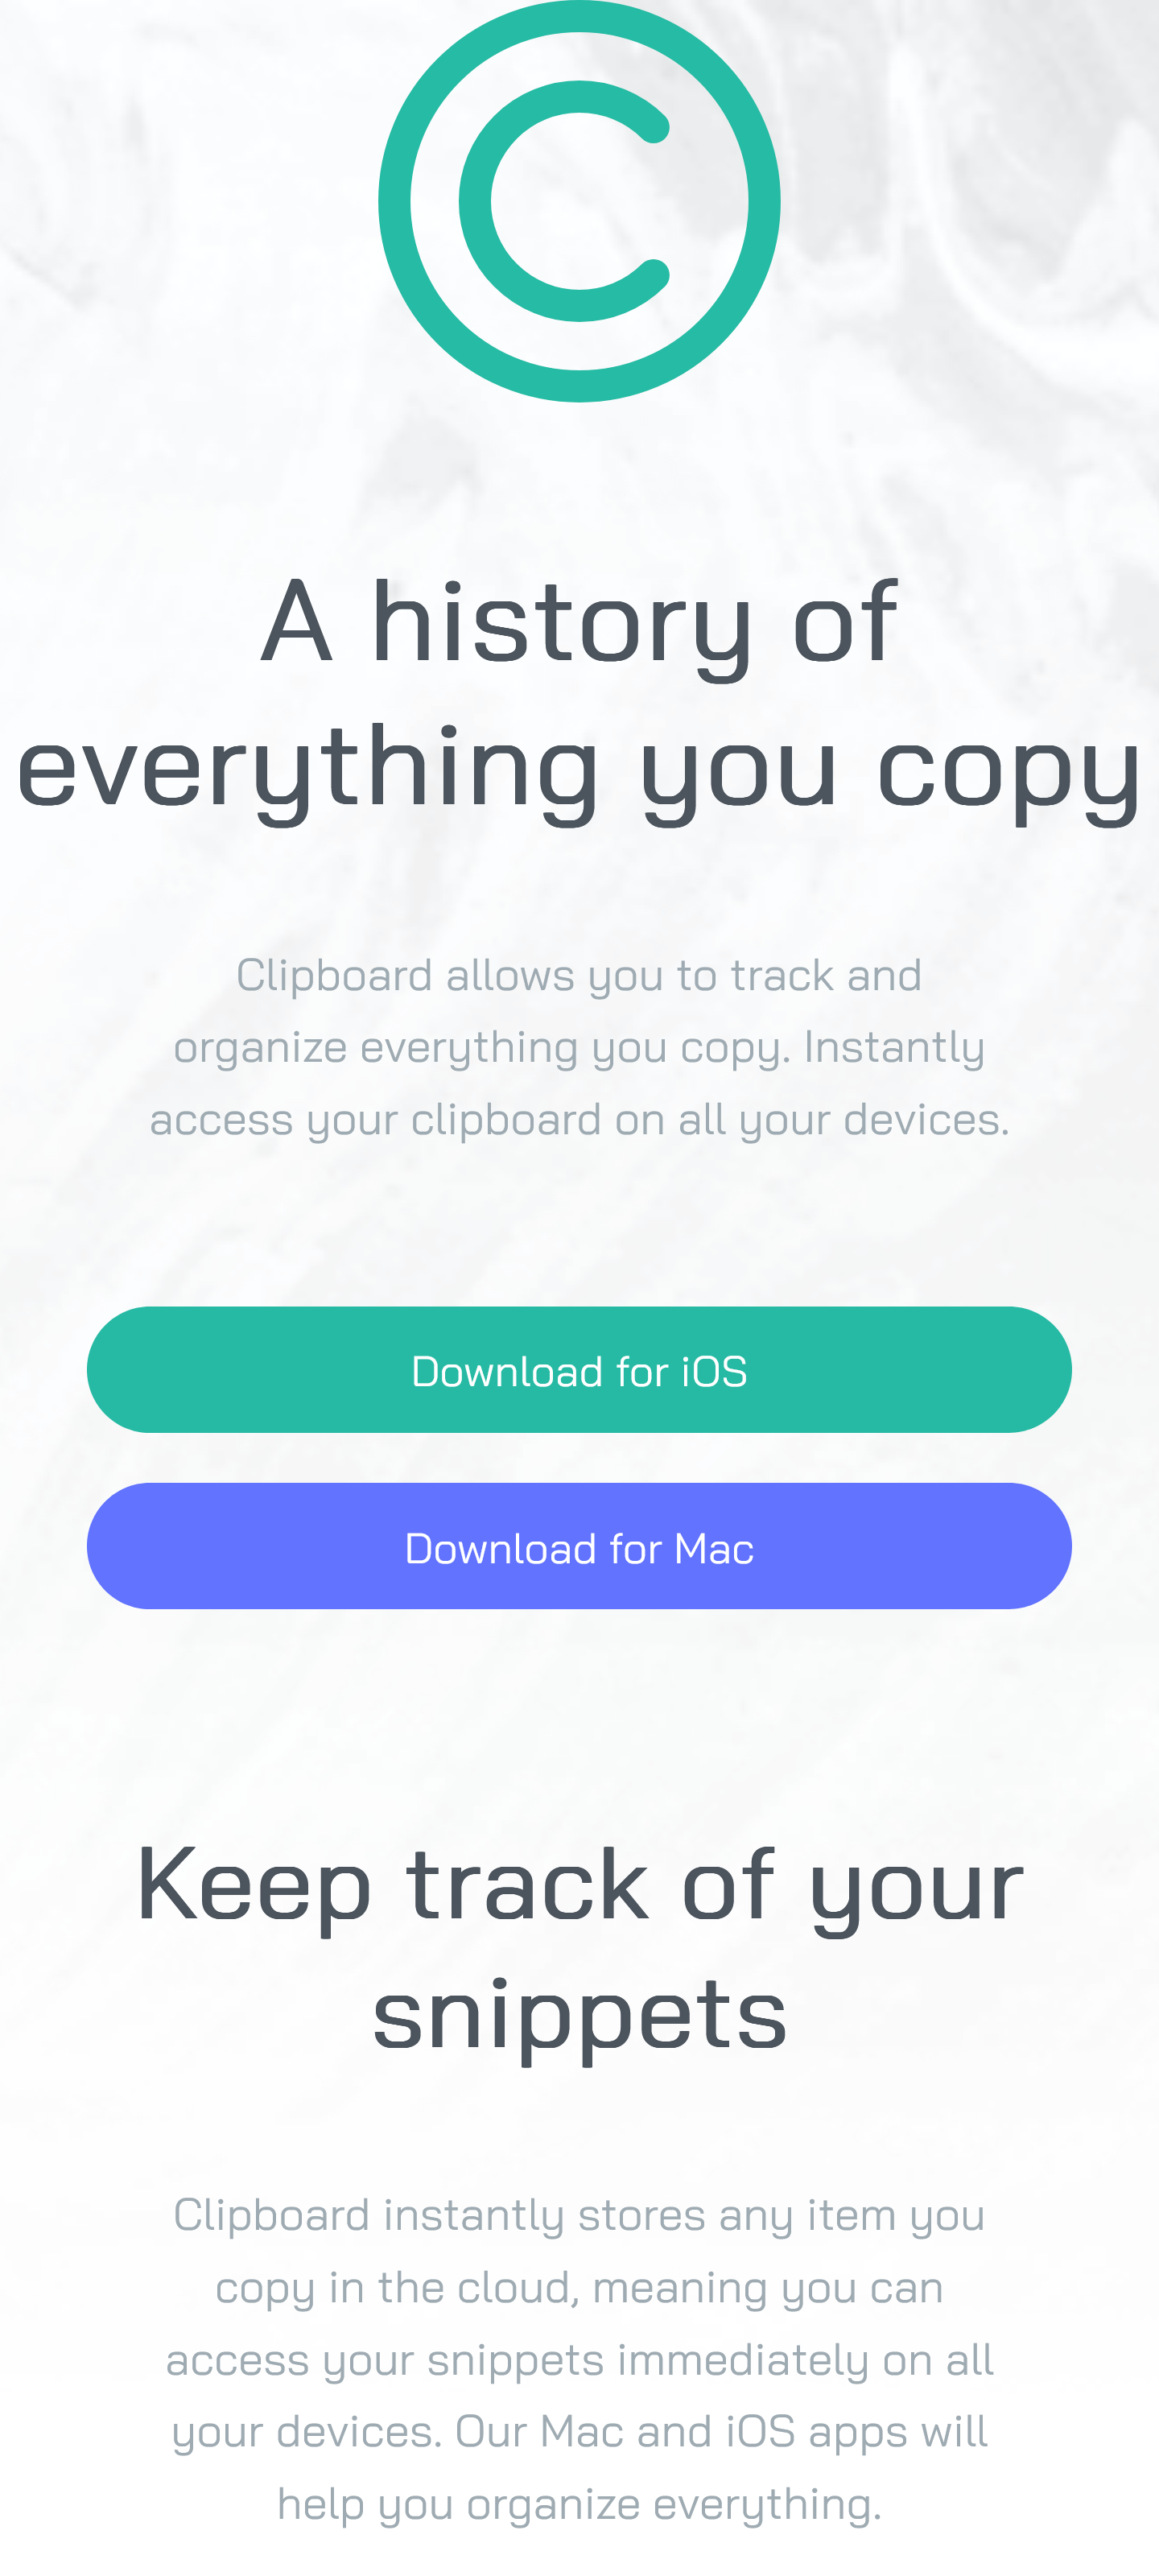 A history of
everything you copy
Clipboard allows you to track and
organize everything you copy. Instantly
access your clipboard on all your devices.
Download for iOS
Download for Mac
Keep track of your
snippets
Clipboard instantly stores any item you
copy in the cloud, meaning you can
access your snippets immediately on all
your devices. Our Mac and iOS apps will
help you organize everything.